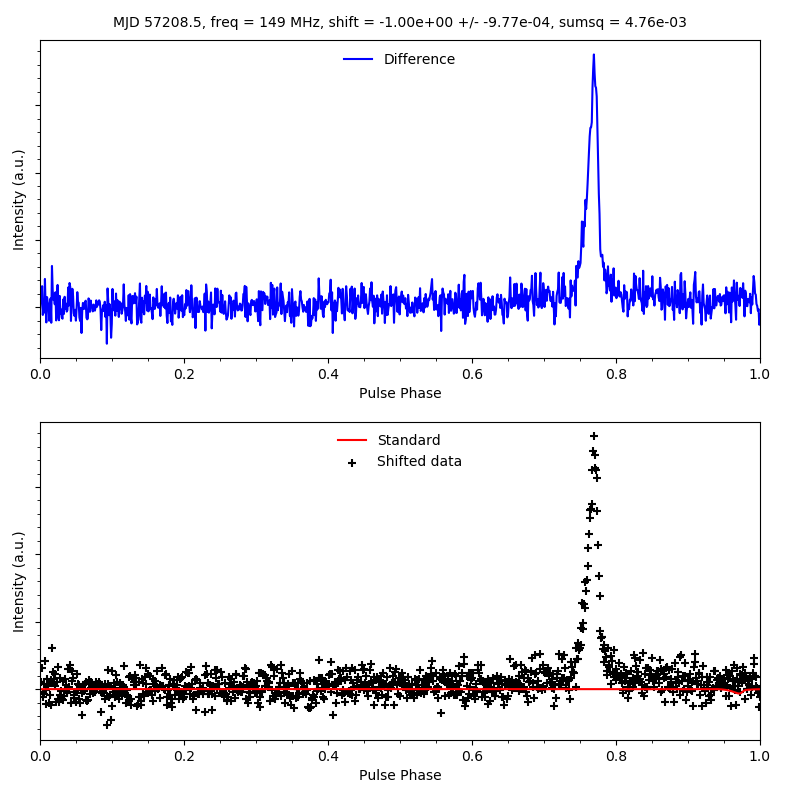 MJD 57208.5, freq = 149 MHz, shift = -1.00e+00 +/- -9.77e-04, sumsq = 4.76e-03
Difference
Intensity (a.u.)
0.0 0.2 0.4 0.6 0.8 1.0
Pulse Phase
Standard
Shifted data
Intensity (a.u.)
0.0 0.2 0.4 0.6 0.8 1.0
Pulse Phase